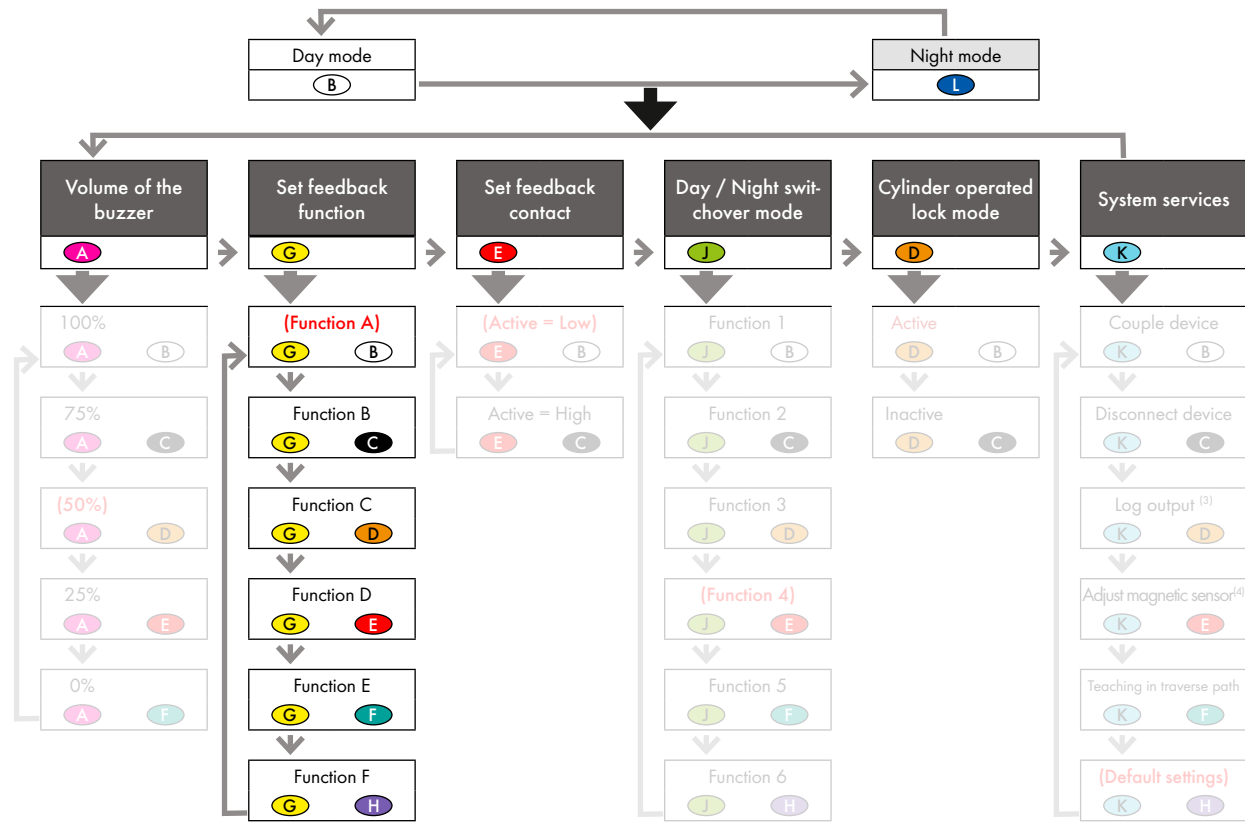 Day mode
B
Night mode
L
Volume of the
buzzer
A
Set feedback
function
G
Set feedback
contact
E
Day / Night swit-
chover mode
J
Cylinder operated
lock mode
D
System services
K
100%
A B
75%
A C
(50%)
A D
25%
A E
0%
A F
(Function A)
G B
Function B
G C
Function C
G D
Function D
G E
Function E
G F
Function F
G H
(Active = Low)
E B
Active = High
E C
Function 1
J B
Function 2
J C
Function 3
J D
(Function 4)
J E
Function 5
J F
Function 6
J H
Active
D B
Inactive
D C
Couple device
K B
Disconnect device
K C
Log output (3)
K D
Adjust magnetic sensor(4)
K E
Teaching in traverse path
K F
(Default settings)
K H